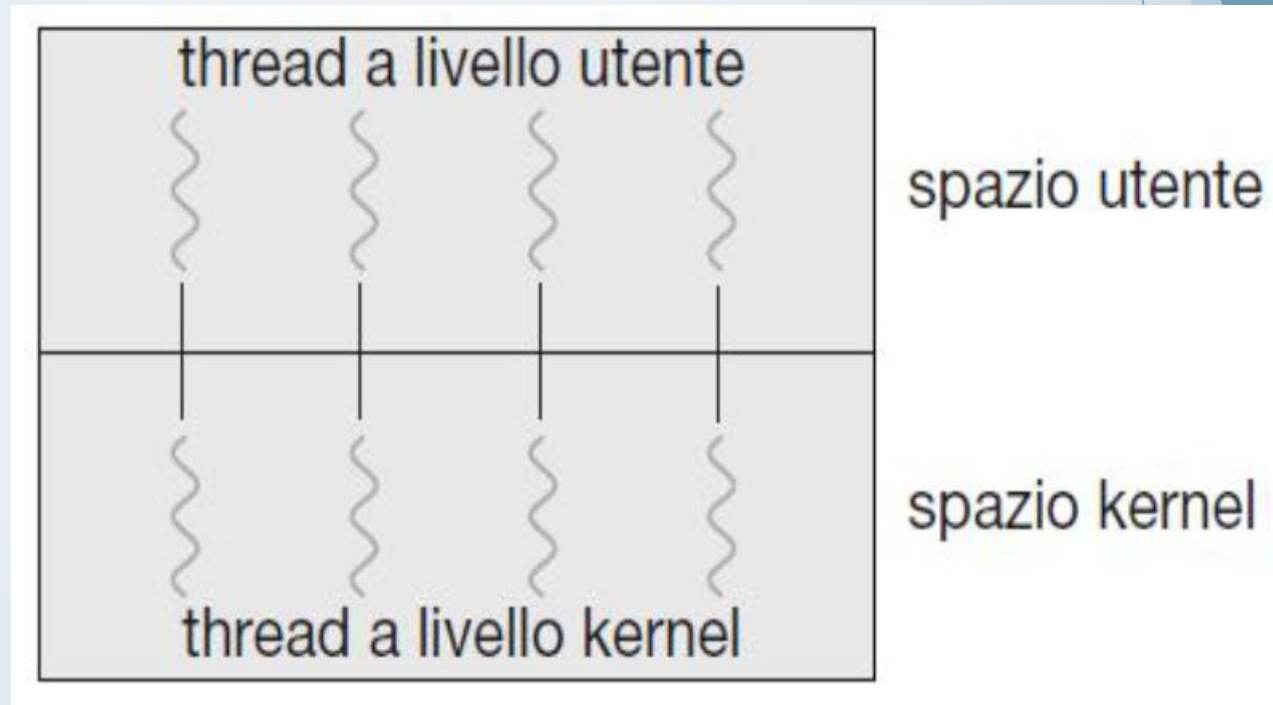 thread a livello utente
spazio utente
spazio kernel
thread a livello kernel